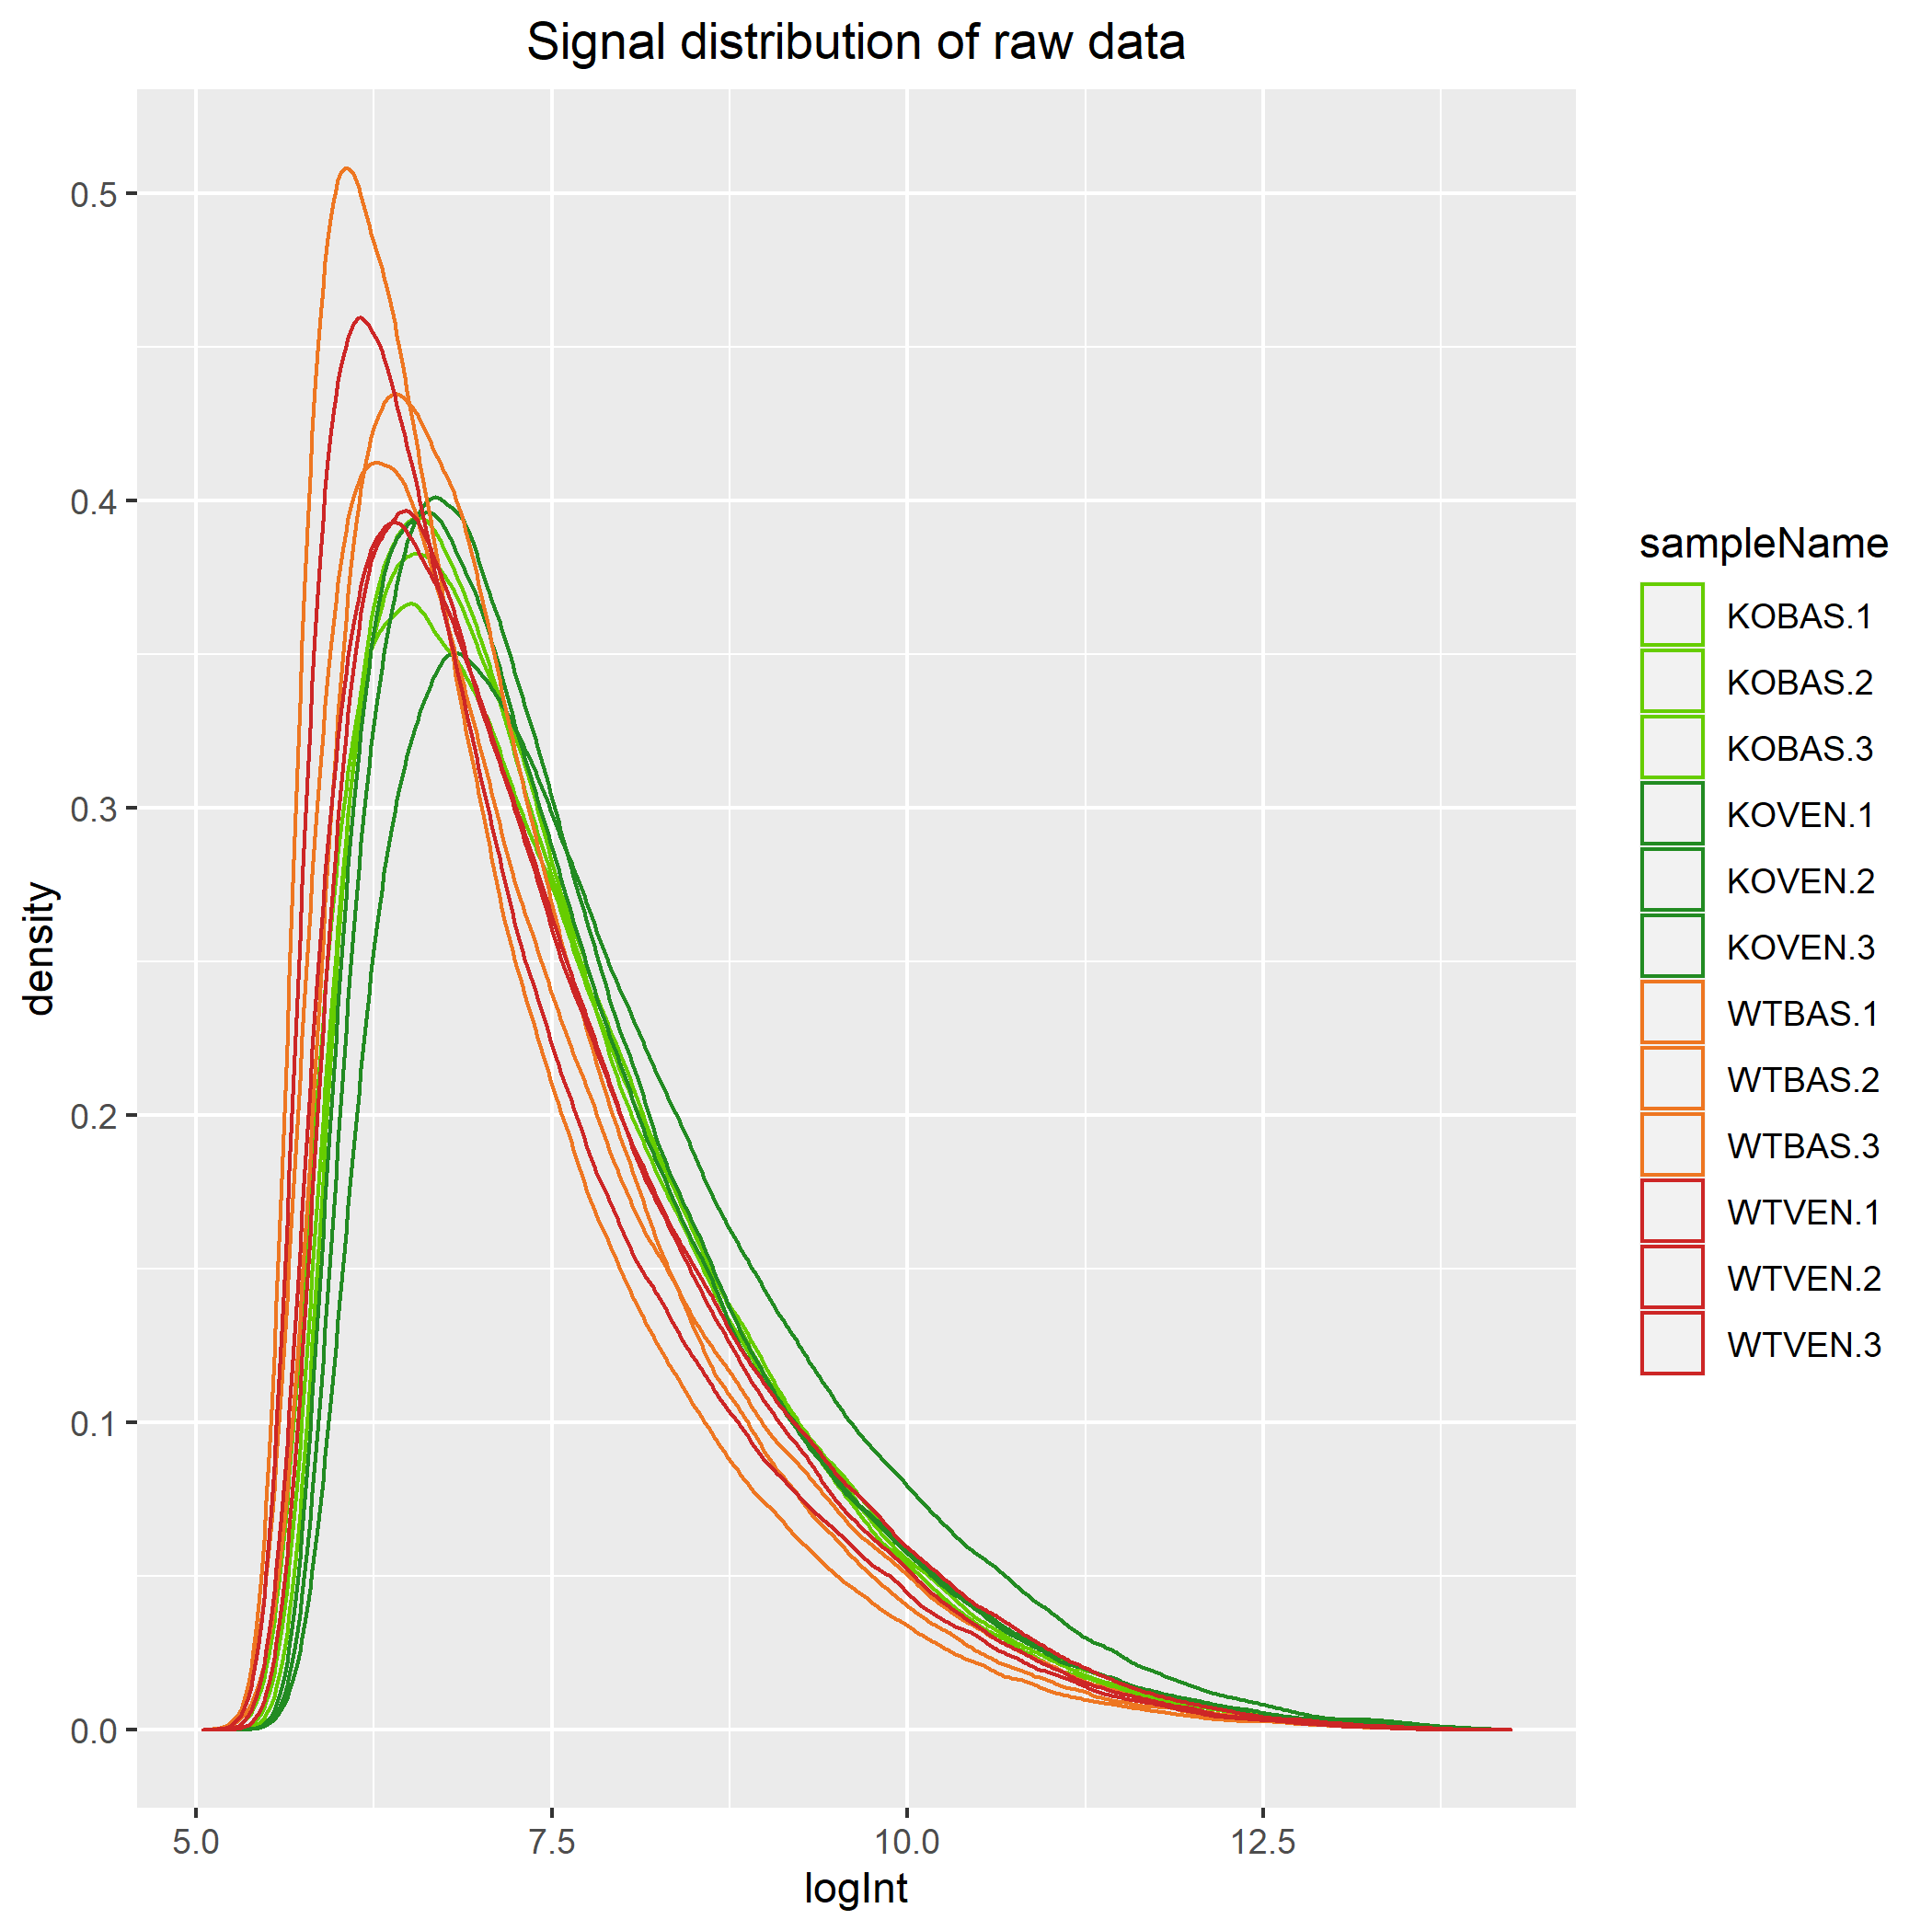 Signal distribution of raw data
density
0.5
0.4
0.3
0.2
0.1
0.0
5.0
7.5
10.0
12.5
logInt
sampleName
KOBAS.1
KOBAS.2
KOBAS.3
KOVEN.1
KOVEN.2
KOVEN.3
WTBAS.1
WTBAS.2
WTBAS.3
WTVEN.1
WTVEN.2
WTVEN.3